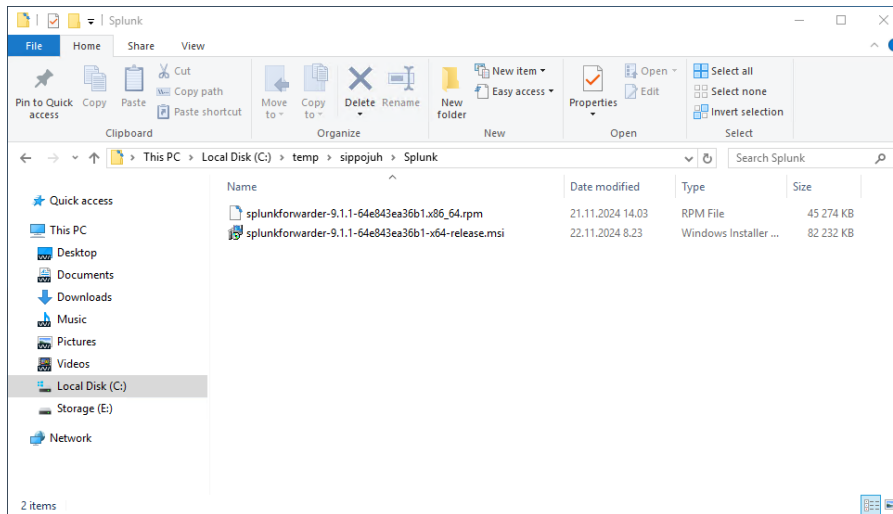 Splunk
File Home Share View
Pin to Quick access
Copy
Paste
Cut
Copy path
Paste shortcut
Clipboard
Move to
Copy to
Delete
Rename
Organize
New folder
New item
Easy access
New
Properties
Open
Edit
Open
Select all
Select none
Invert selection
Select
This PC > Local Disk (C:) > temp > sippojuh > Splunk
Search Splunk
Quick access
This PC
Desktop
Documents
Downloads
Music
Pictures
Videos
Local Disk (C:)
Storage (E:)
Network
Name Date modified Type Size
splunkforwarder-9.1.1-64e843ea36b1.x86_64.rpm 21.11.2024 14.03 RPM File 45 274 KB
splunkforwarder-9.1.1-64e843ea36b1-x64-release.msi 22.11.2024 8.23 Windows Installer ... 82 232 KB
2 items